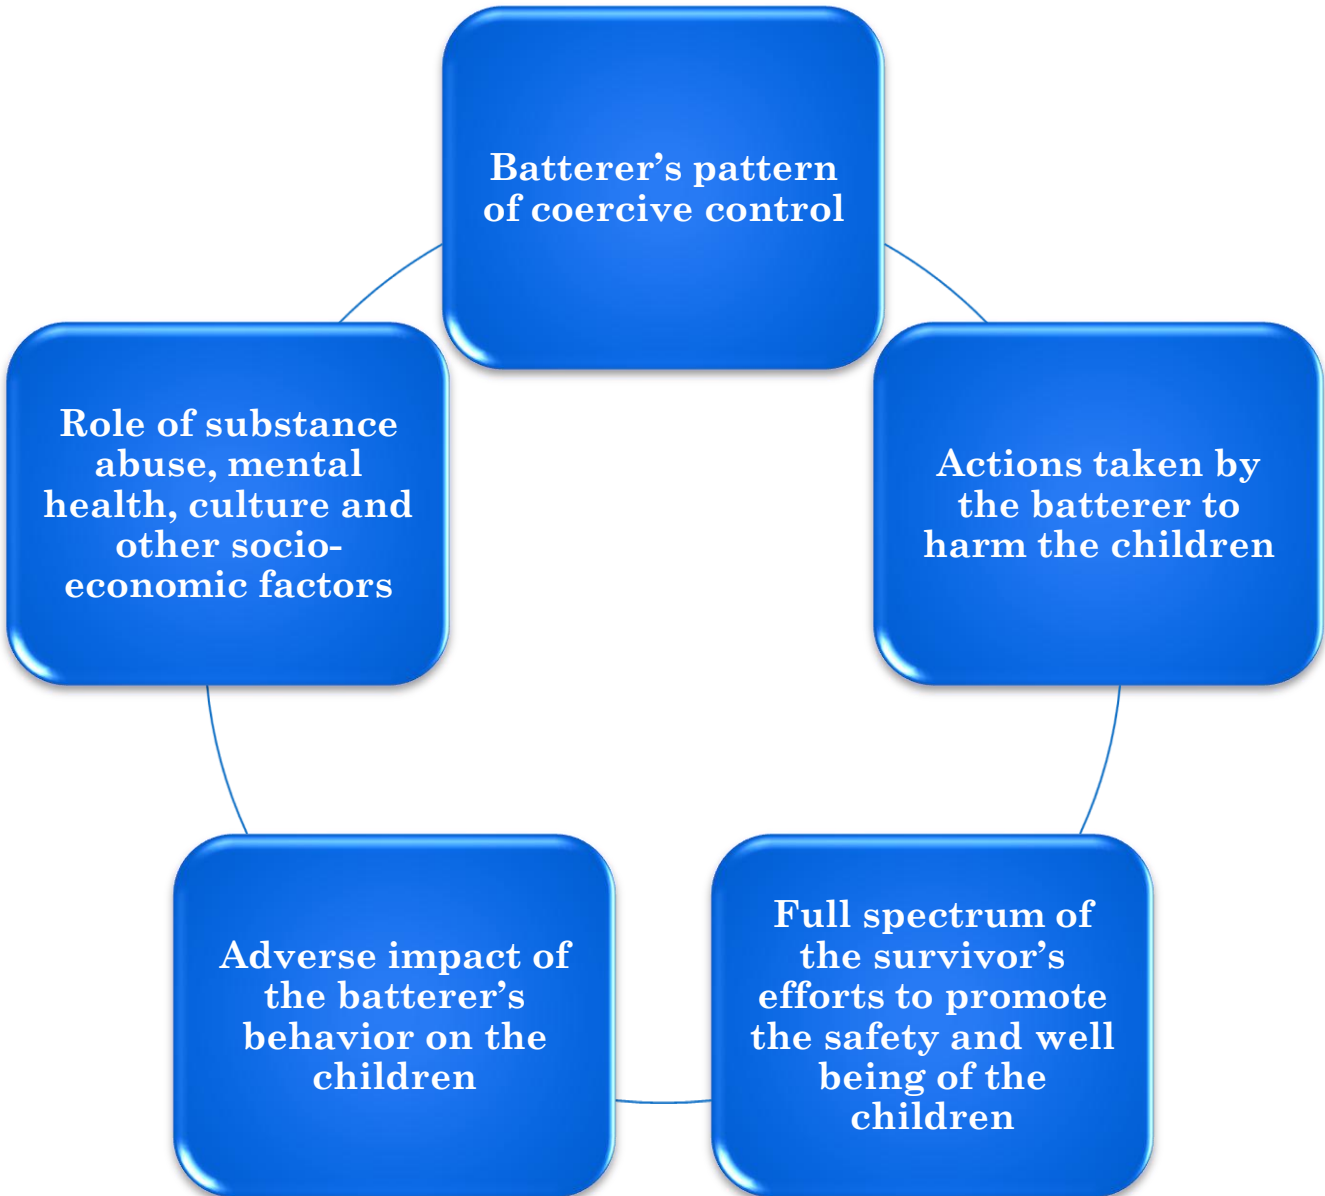 Batterer’s pattern
of coercive control
Actions taken by
the batterer to
harm the children
Full spectrum of
the survivor’s
efforts to promote
the safety and well
being of the
children
Adverse impact of
the batterer’s
behavior on the
children
Role of substance
abuse, mental
health, culture and
other socio-
economic factors